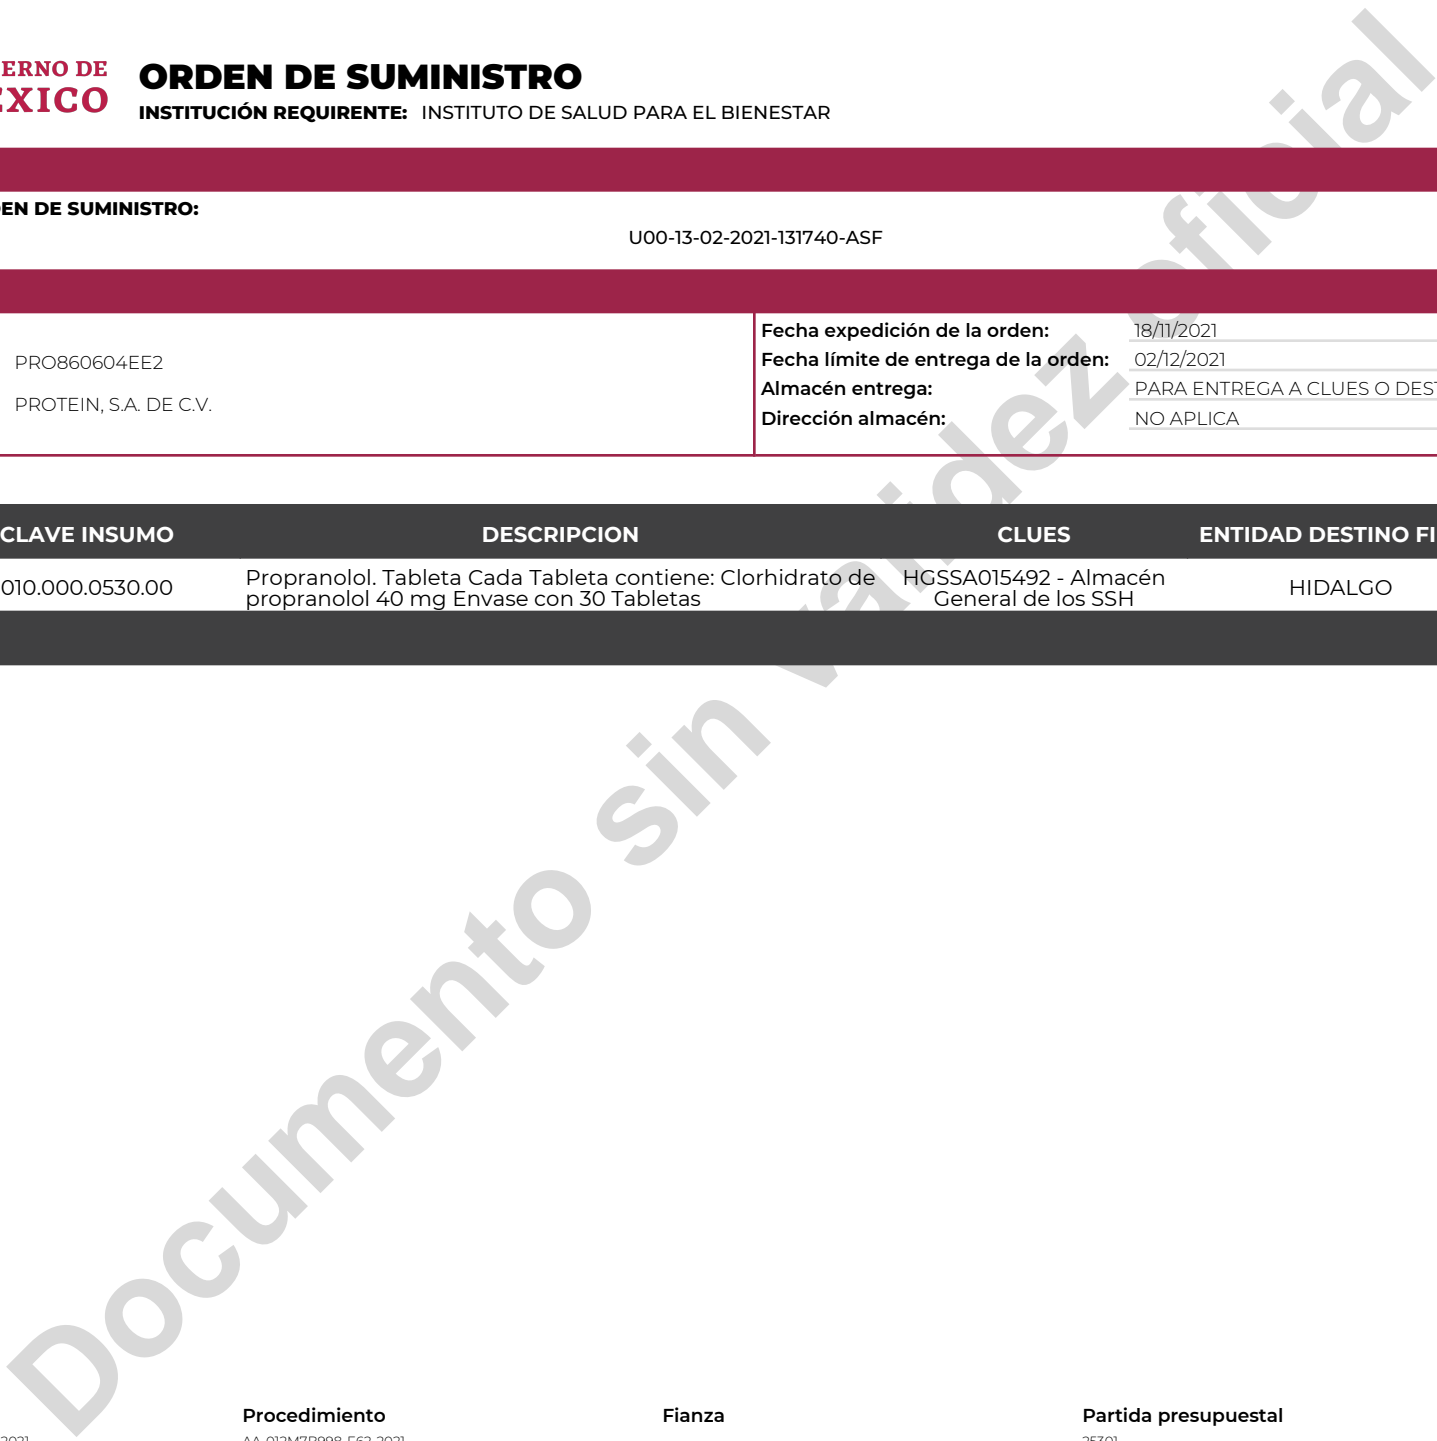 ERNO DE
EXICO
ORDEN DE SUMINISTRO
INSTITUCIÓN REQUIRENTE: INSTITUTO DE SALUD PARA EL BIENESTAR
EN DE SUMINISTRO:
U00-13-02-2021-131740-ASF
PRO860604EE2
PROTEIN, S.A. DE C.V.
Fecha expedición de la orden: 18/11/2021
Fecha límite de entrega de la orden: 02/12/2021
Almacén entrega: PARA ENTREGA A CLUES O DEST
Dirección almacén: NO APLICA
CLAVE INSUMO DESCRIPCION CLUES ENTIDAD DESTINO FI
010.000.0530.00 Propranolol. Tableta Cada Tableta contiene: Clorhidrato de HGSSA015492 - Almacén HIDALGO
propranolol 40 mg Envase con 30 Tabletas General de los SSH
Documento sin validez oficial
Procedimiento Fianza Partida presupuestal